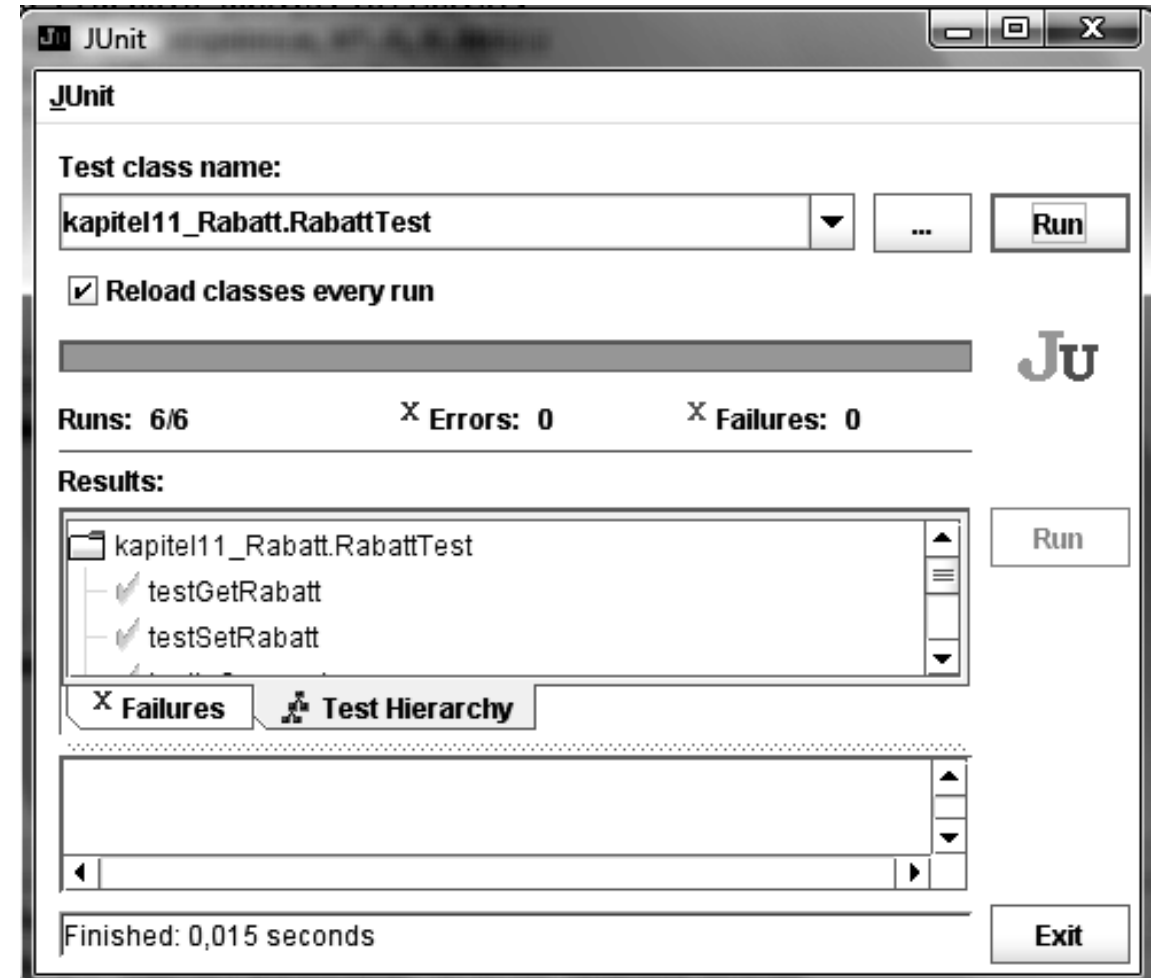 JU JUnit
JUnit
Test class name:
kapitel11_Rabatt.RabattTest
...
Run
Reload classes every run
JU
Runs: 6/6
X Errors: 0
X Failures: 0
Results:
kapitel11_Rabatt.RabattTest
Run
testGetRabatt
testSetRabatt
X Failures
Test Hierarchy
Finished: 0,015 seconds
Exit